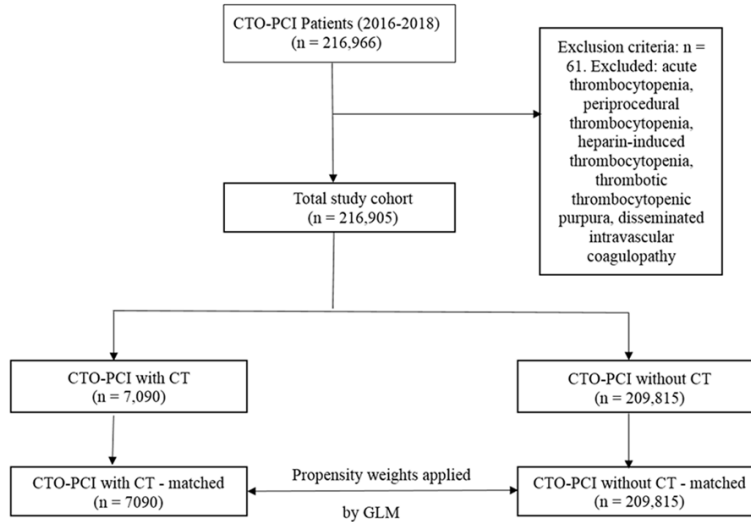 CTO-PCI Patients (2016-2018)
(n = 216,966)
Exclusion criteria: n =
61. Excluded: acute
thrombocytopenia,
periprocedural
thrombocytopenia,
heparin-induced
thrombocytopenia,
thrombotic
thrombocytopenic
purpura, disseminated
intravascular
coagulopathy
Total study cohort
(n = 216,905)
CTO-PCI with CT
(n = 7,090)
CTO-PCI without CT
(n = 209,815)
CTO-PCI with CT - matched
(n = 7090)
Propensity weights applied
by GLM
CTO-PCI without CT - matched
(n = 209,815)